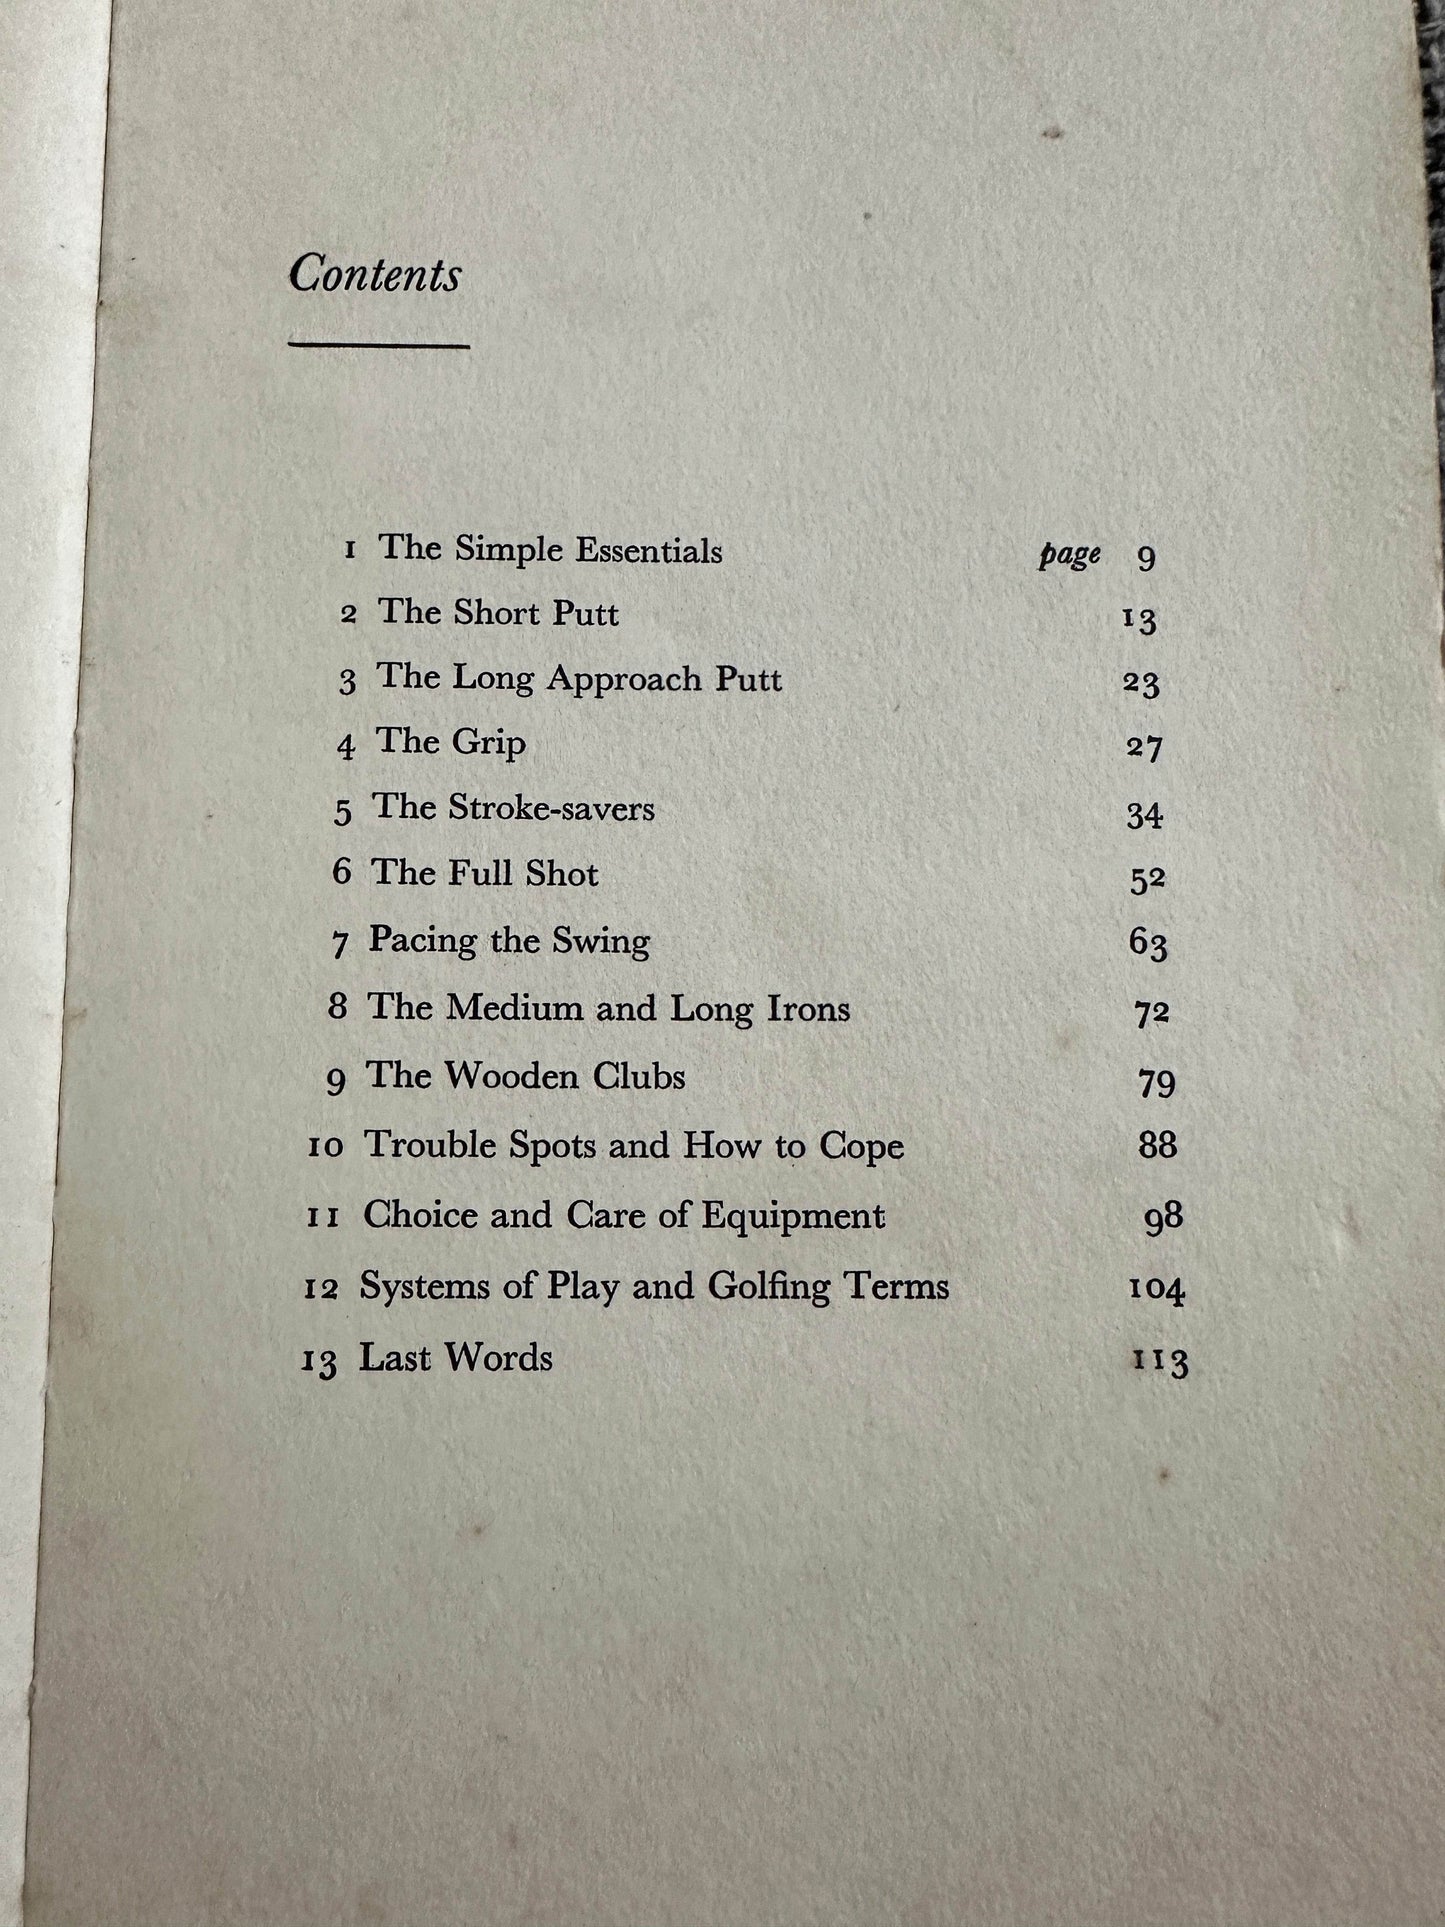 Contents
1 The Simple Essentials page 9
2 The Short Putt 13
3 The Long Approach Putt 23
4 The Grip 27
5 The Stroke-savers 34
6 The Full Shot 52
7 Pacing the Swing 63
8 The Medium and Long Irons 72
9 The Wooden Clubs 79
10 Trouble Spots and How to Cope 88
11 Choice and Care of Equipment 98
12 Systems of Play and Golfing Terms 104
13 Last Words 113